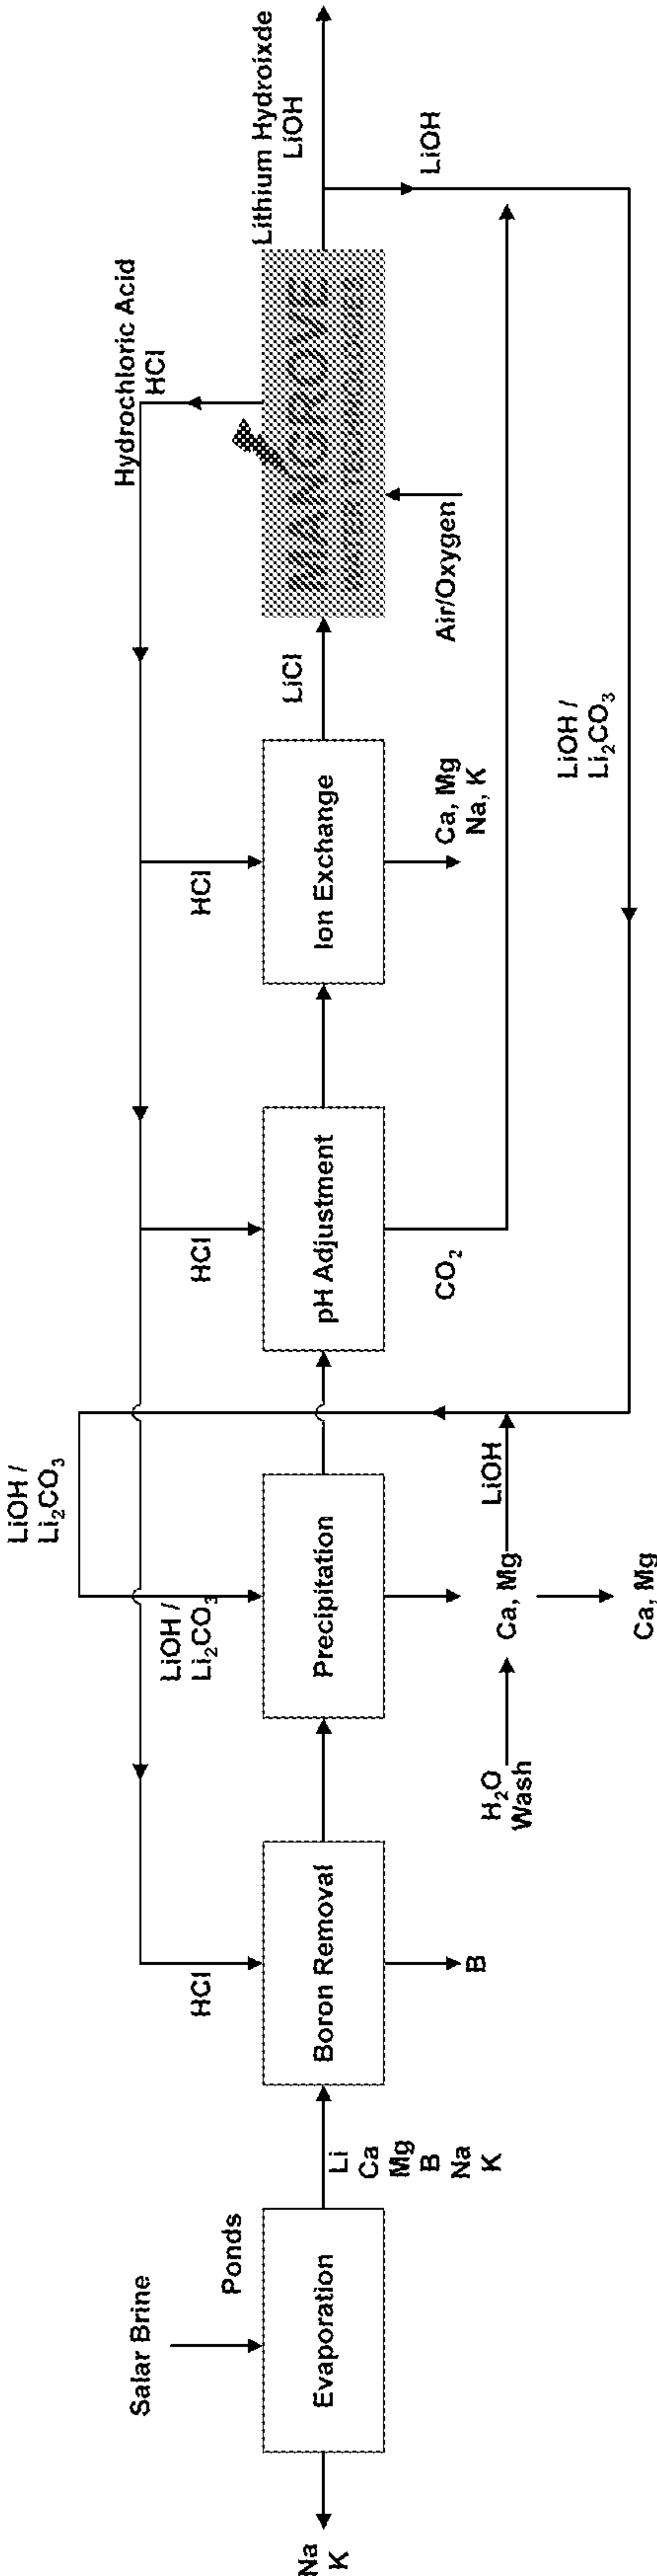 Salar Brine
Ponds
Evaporation
Na
K
Li
Ca
Mg
B
Na
K
HCl
Boron Removal
B
LiOH /
Li₂CO₃
LiOH /
Li₂CO₃
Precipitation
H₂O
Wash
Ca, Mg
LiOH
Ca, Mg
HCl
pH Adjustment
CO₂
HCl
Ion Exchange
Ca, Mg
Na, K
LiCl
Hydrochloric Acid
HCl
MANGROVE
Air/Oxygen
Lithium Hydroixde
LiOH
LiOH
LiOH /
Li₂CO₃